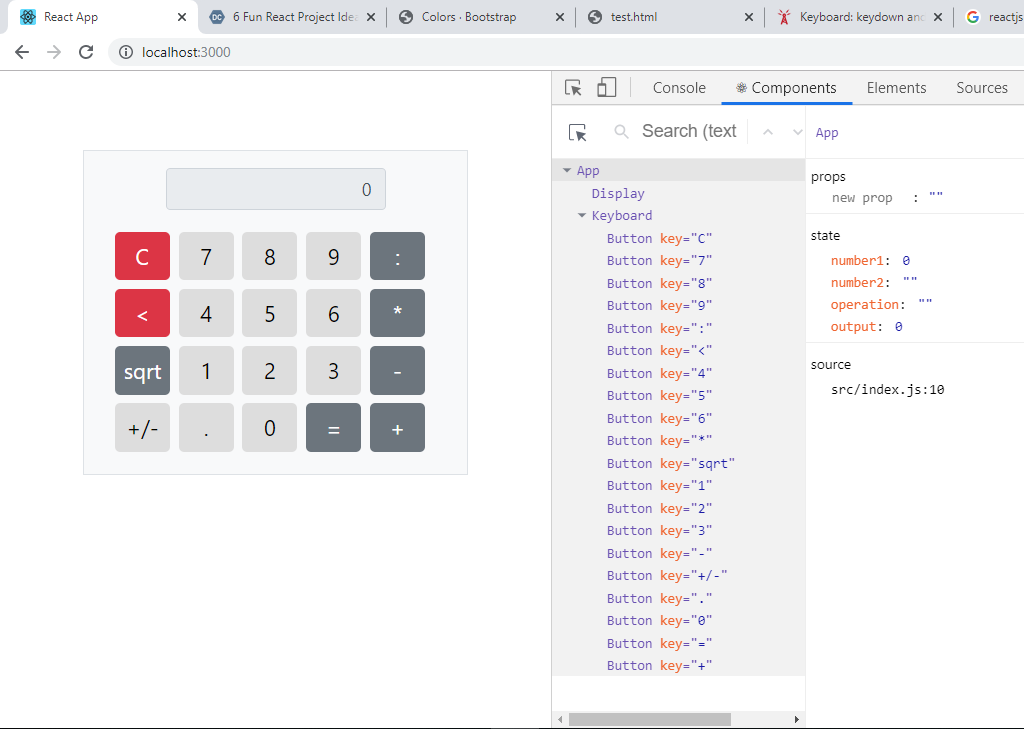 React App
6 Fun React Project Idea
Colors · Bootstrap
test.html
Keyboard: keydown and
reactjs
localhost:3000
Console
Components
Elements
Sources
Search (text
App
0
C 7 8 9 :
< 4 5 6 *
sqrt 1 2 3 -
+/- . 0 = +
App
Display
Keyboard
Button key="C"
Button key="7"
Button key="8"
Button key="9"
Button key=":"
Button key="<"
Button key="4"
Button key="5"
Button key="6"
Button key="*"
Button key="sqrt"
Button key="1"
Button key="2"
Button key="3"
Button key="-"
Button key="+/-"
Button key="."
Button key="0"
Button key="="
Button key="+"
props
new prop : ""
state
number1: 0
number2: ""
operation: ""
output: 0
source
src/index.js:10